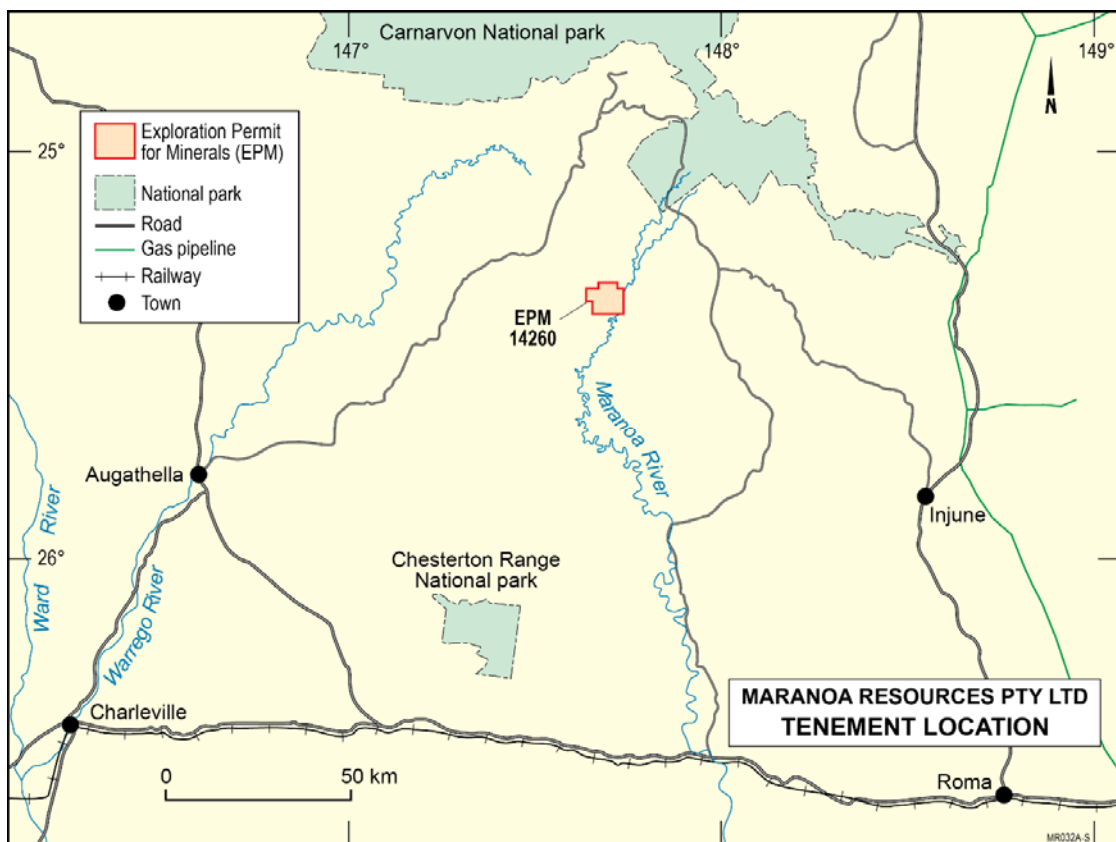 Carnarvon National park
147°
148°
149°
N
Exploration Permit
for Minerals (EPM)
National park
Road
Gas pipeline
Railway
Town
25°
EPM
14260
Maranoa River
Augathella
Injune
26°
Chesterton Range
National park
Ward River
Warrego River
Charleville
MARANOA RESOURCES PTY LTD
TENEMENT LOCATION
0 50 km
Roma
MR032A-S